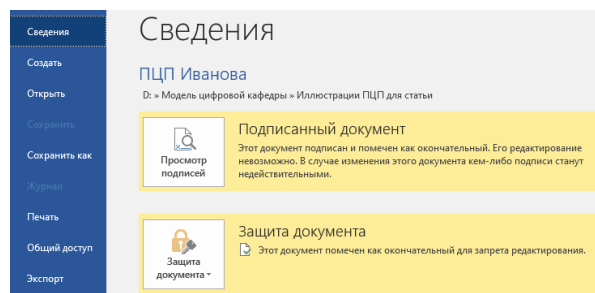 Сведения
Создать
Открыть
Сохранить
Сохранить как
Журнал
Печать
Общий доступ
Экспорт
Сведения
ПЦП Иванова
D: » Модель цифровой кафедры » Иллюстрации ПЦП для статьи
Просмотр
подписей
Подписанный документ
Этот документ подписан и помечен как окончательный. Его редактирование
невозможно. В случае изменения этого документа кем-либо подписи станут
недействительными.
Защита
документа
Защита документа
Этот документ помечен как окончательный для запрета редактирования.